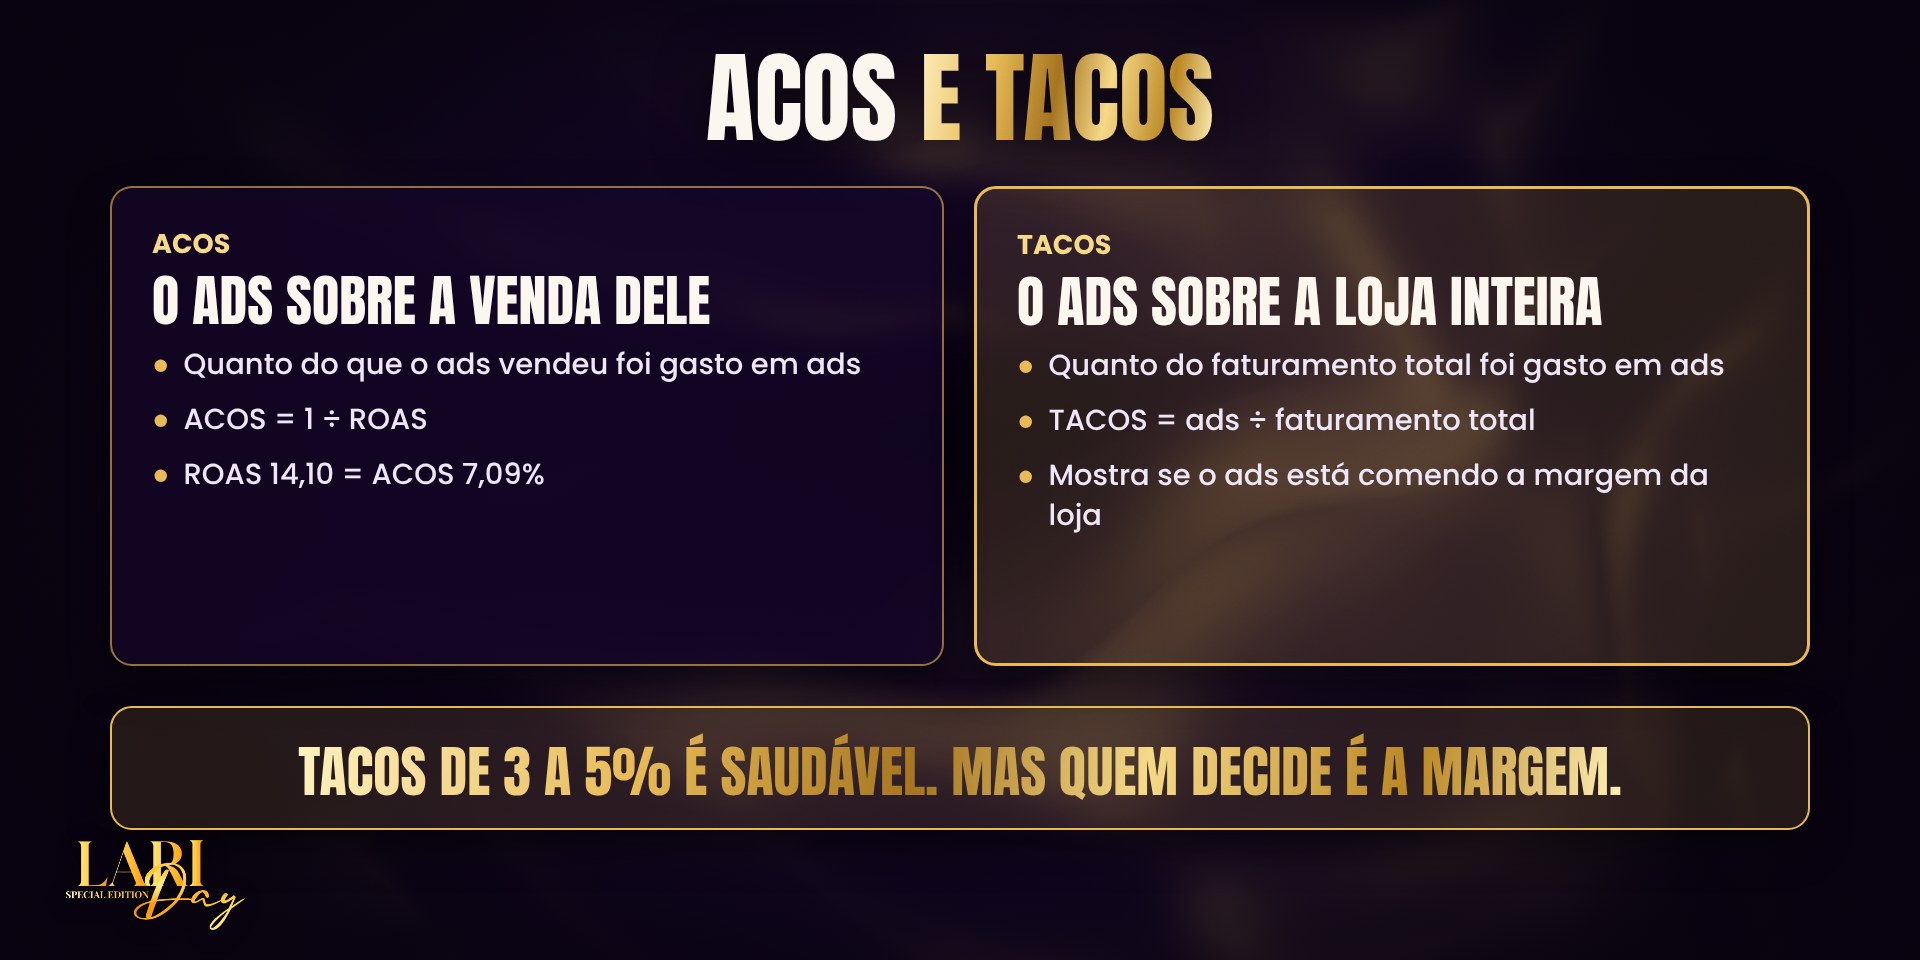 ACOS E TACOS
ACOS
O ADS SOBRE A VENDA DELE
• Quanto do que o ads vendeu foi gasto em ads
• ACOS = 1 ÷ ROAS
• ROAS 14,10 = ACOS 7,09%
TACOS
O ADS SOBRE A LOJA INTEIRA
• Quanto do faturamento total foi gasto em ads
• TACOS = ads ÷ faturamento total
• Mostra se o ads está comendo a margem da
loja
TACOS DE 3 A 5% É SAUDÁVEL. MAS QUEM DECIDE É A MARGEM.
LABI
SPECIAL EDITION Day